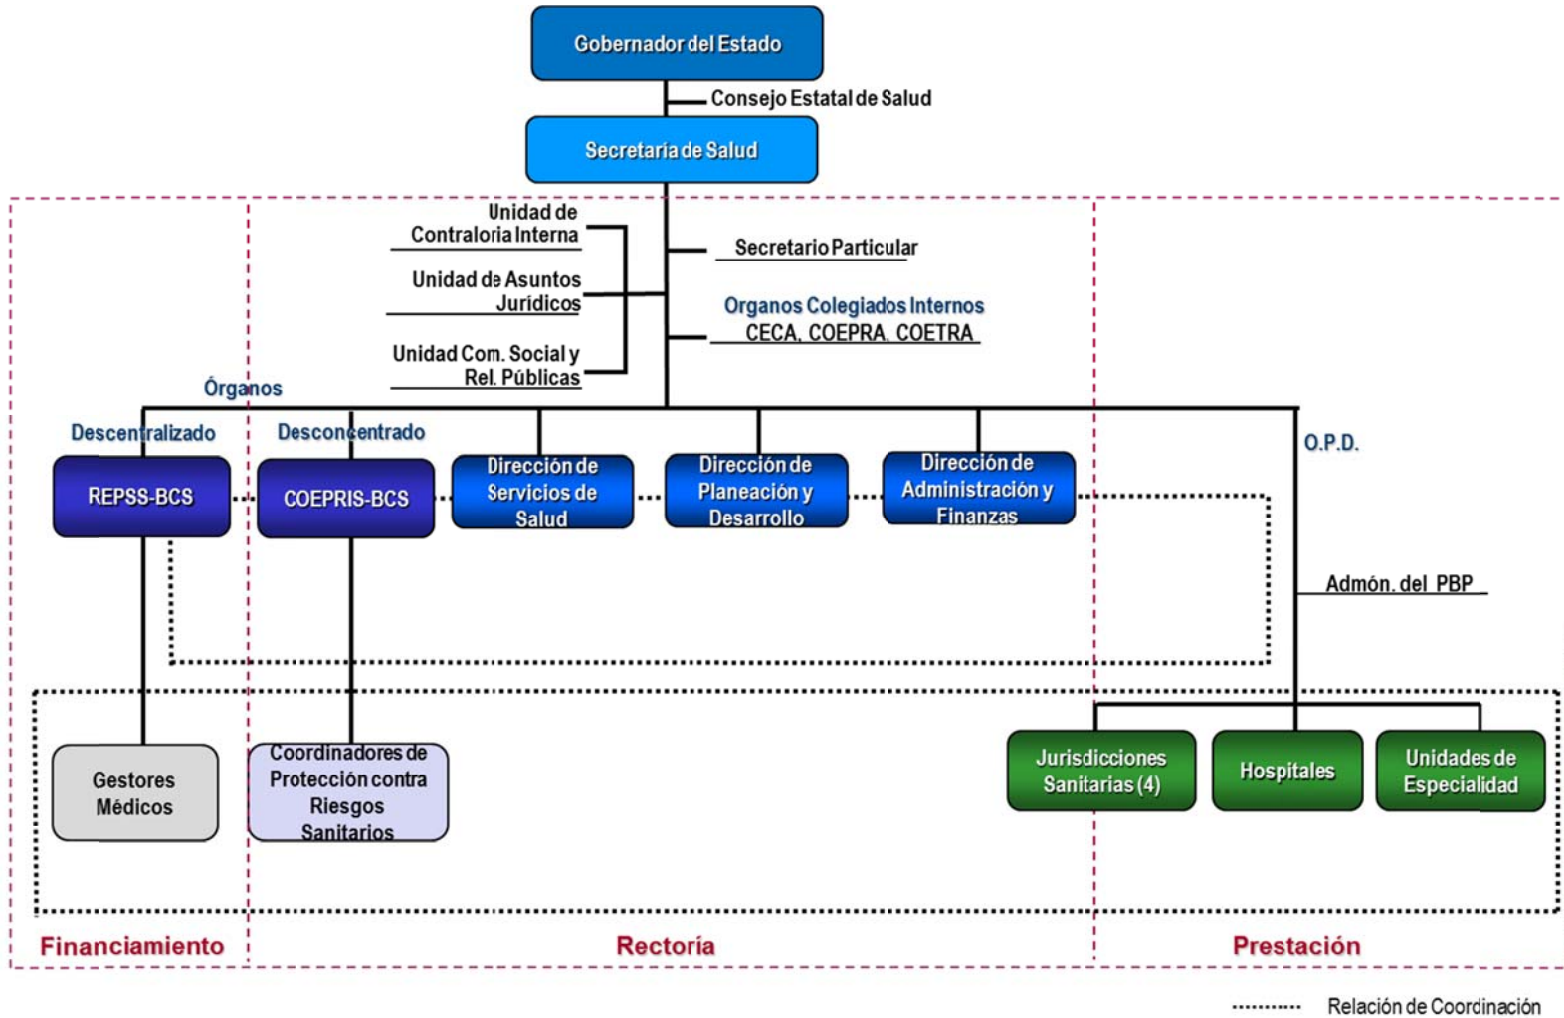 Gobernador del Estado
Consejo Estatal de Salud
Secretaría de Salud
Unidad de
Contraloría Interna
Secretario Particular
Unidad de Asuntos
Jurídicos
Organos Colegiados Internos
CECA, COEPRA. COETRA
Unidad Com. Social y
Rel. Públicas
Órganos
Descentralizado
Desconcentrado
O.P.D.
REPSS-BCS
COEPRIS-BCS
Dirección de
Servicios de
Salud
Dirección de
Planeación y
Desarrollo
Dirección de
Administración y
Finanzas
Admón. del PBP
Gestores
Médicos
Coordinadores de
Protección contra
Riesgos
Sanitarios
Jurisdicciones
Sanitarias (4)
Hospitales
Unidades de
Especialidad
Financiamiento
Rectoría
Prestación
Relación de Coordinación